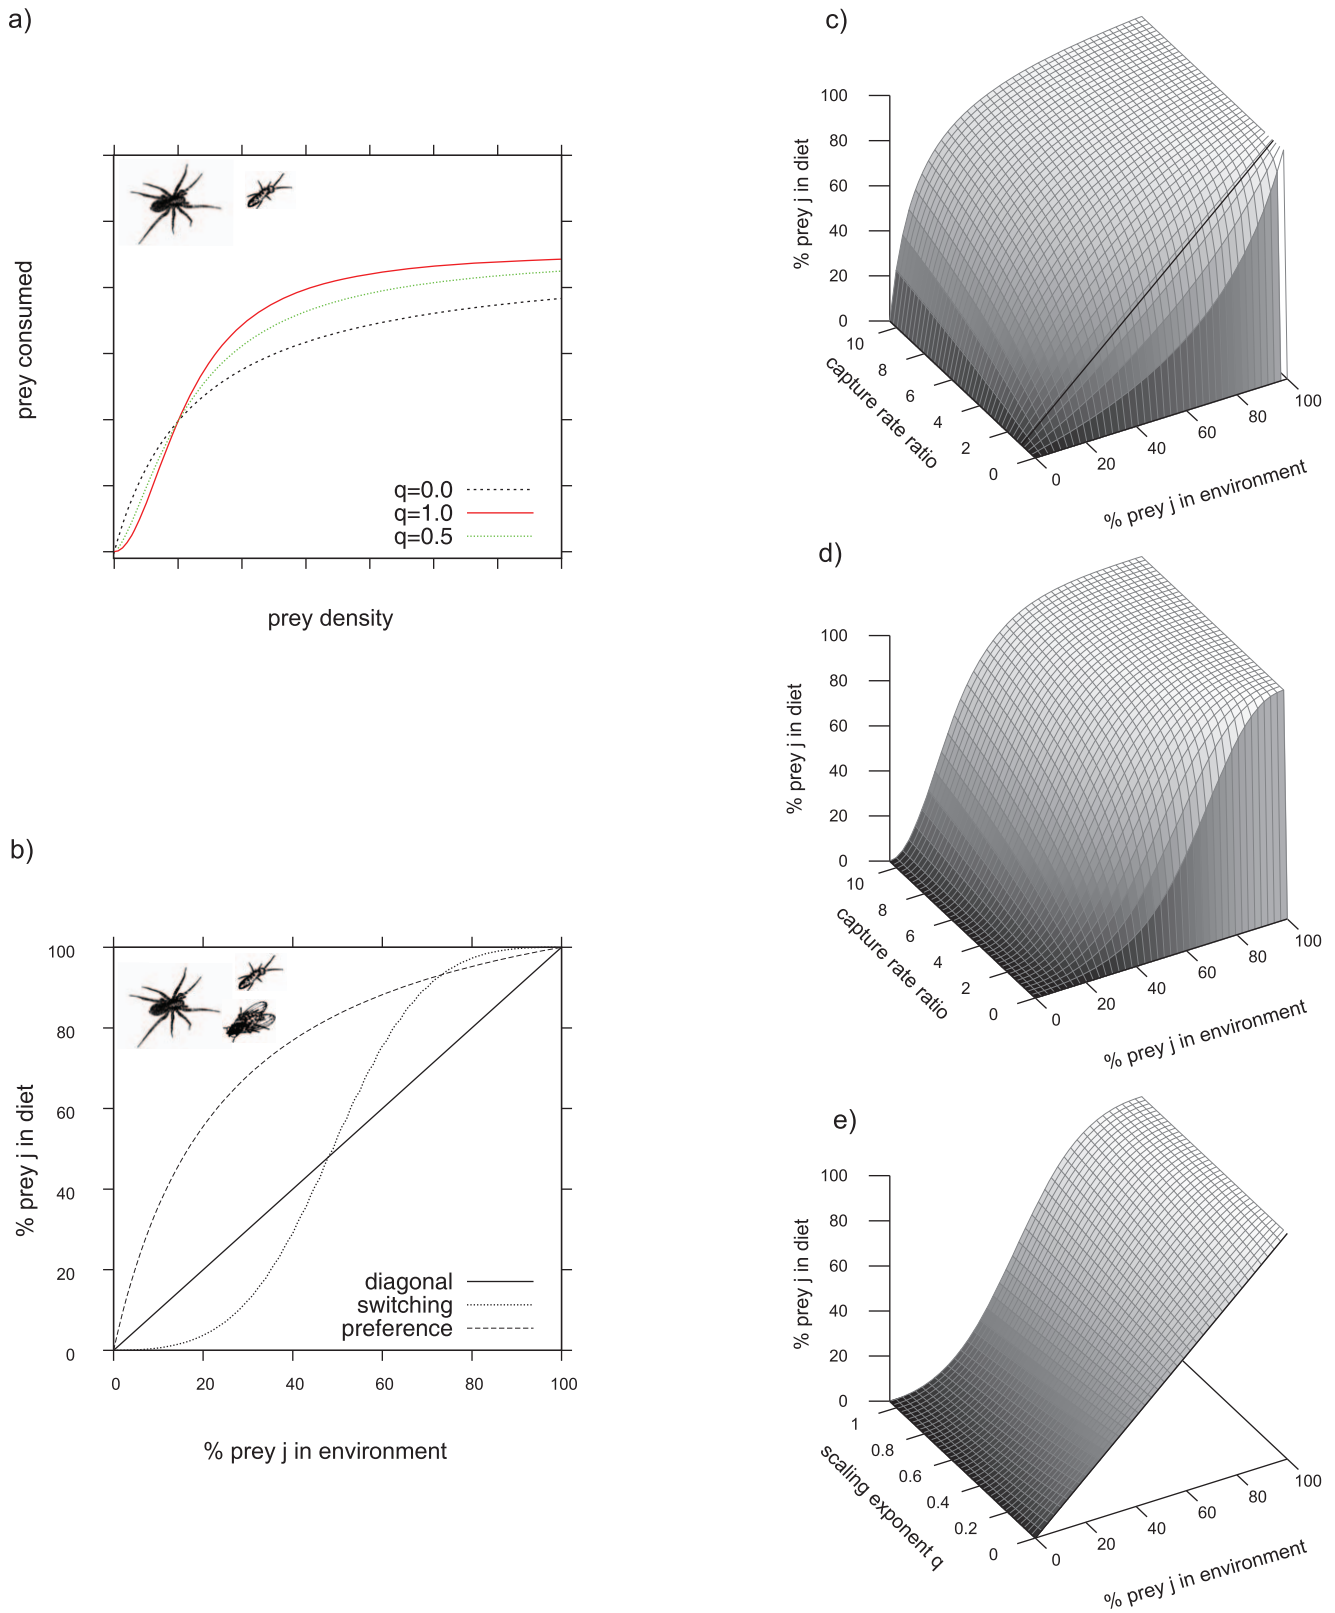 a)
prey consumed
q=0.0
q=1.0
q=0.5
prey density
b)
100
80
60
40
20
0
% prey j in diet
diagonal
switching
preference
0 20 40 60 80 100
% prey j in environment
c)
100
80
60
40
20
0
% prey j in diet
10
8
6
4
2
0
capture rate ratio
0 20 40 60 80 100
% prey j in environment
d)
100
80
60
40
20
0
% prey j in diet
10
8
6
4
2
0
capture rate ratio
0 20 40 60 80 100
% prey j in environment
e)
100
80
60
40
20
0
% prey j in diet
1
0.8
0.6
0.4
0.2
0
scaling exponent q
0 20 40 60 80 100
% prey j in environment